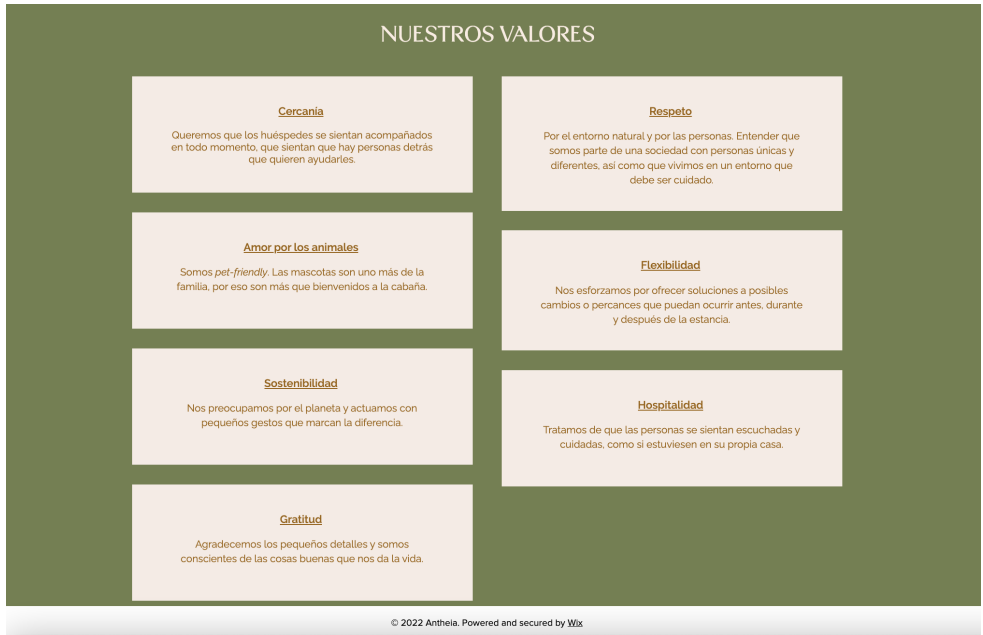 NUESTROS VALORES
Cercanía
Queremos que los huéspedes se sientan acompañados
en todo momento, que sientan que hay personas detrás
que quieren ayudarles.
Amor por los animales
Somos pet-friendly. Las mascotas son uno más de la
familia, por eso son más que bienvenidos a la cabaña.
Sostenibilidad
Nos preocupamos por el planeta y actuamos con
pequeños gestos que marcan la diferencia.
Gratitud
Agradecemos los pequeños detalles y somos
conscientes de las cosas buenas que nos da la vida.
Respeto
Por el entorno natural y por las personas. Entender que
somos parte de una sociedad con personas únicas y
diferentes, así como que vivimos en un entorno que
debe ser cuidado.
Flexibilidad
Nos esforzamos por ofrecer soluciones a posibles
cambios o percances que puedan ocurrir antes, durante
y después de la estancia.
Hospitalidad
Tratamos de que las personas se sientan escuchadas y
cuidadas, como si estuviesen en su propia casa.
© 2022 Antheia. Powered and secured by Wix